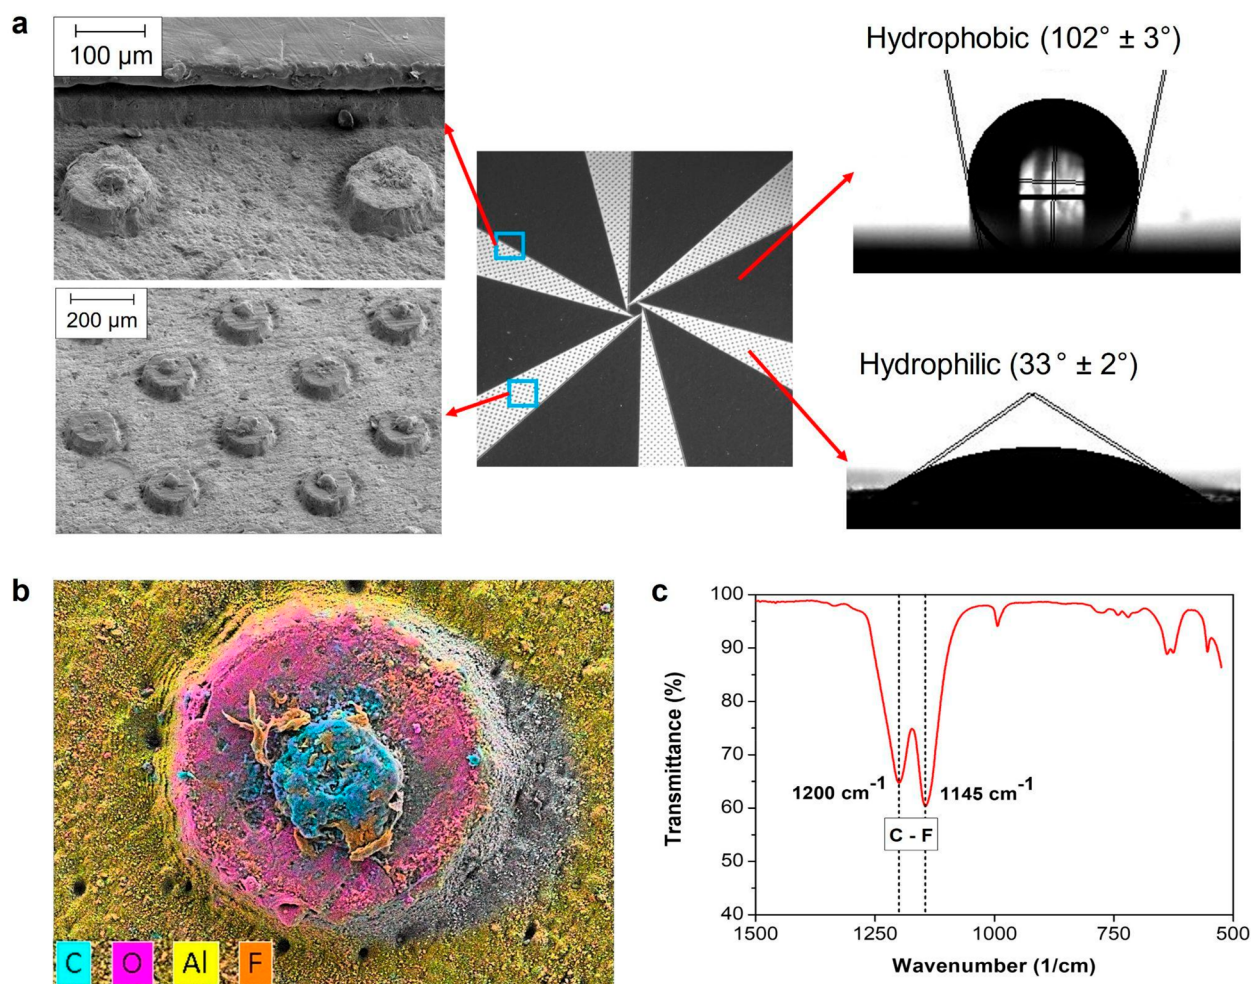 a
100 µm
200 µm
Hydrophobic (102° ± 3°)
Hydrophilic (33° ± 2°)
b
C O Al F
c
Transmittance (%)
100
90
80
70
60
50
40
1200 cm⁻¹
1145 cm⁻¹
C - F
1500 1250 1000 750 500
Wavenumber (1/cm)